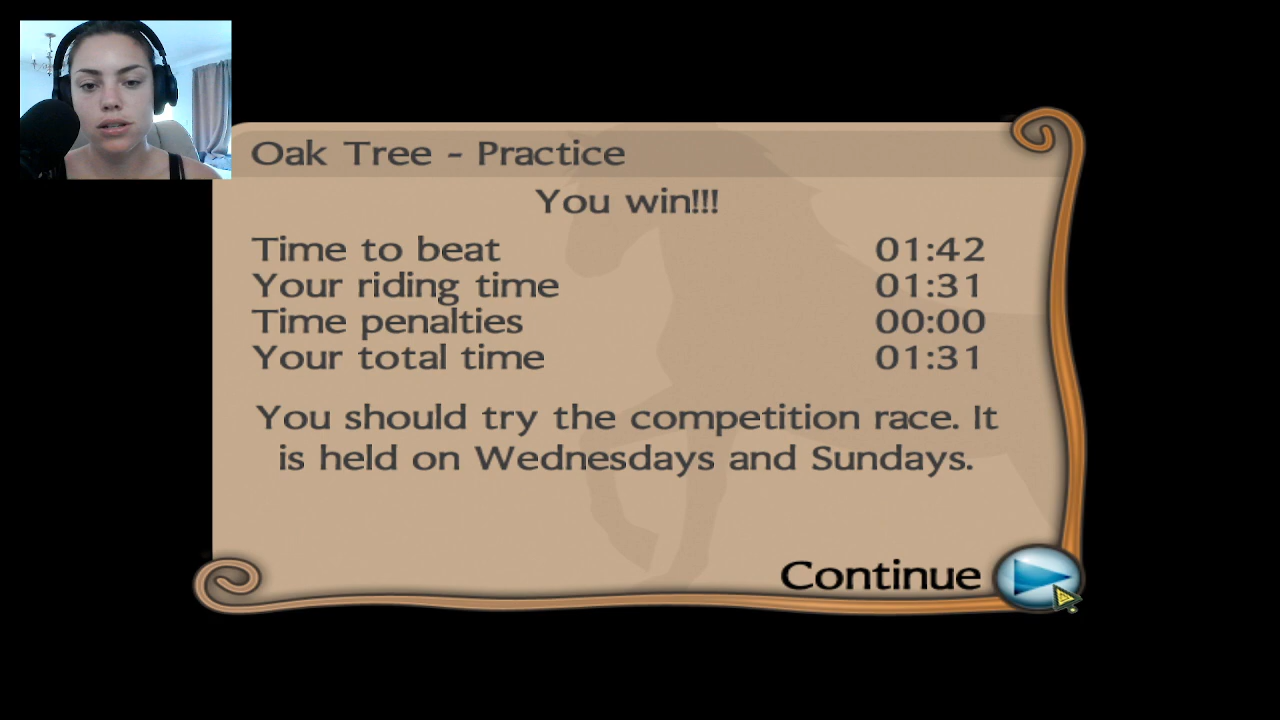 Oak Tree - Practice
You win!!!
Time to beat 01:42
Your riding time 01:31
Time penalties 00:00
Your total time 01:31
You should try the competition race. It
is held on Wednesdays and Sundays.
Continue